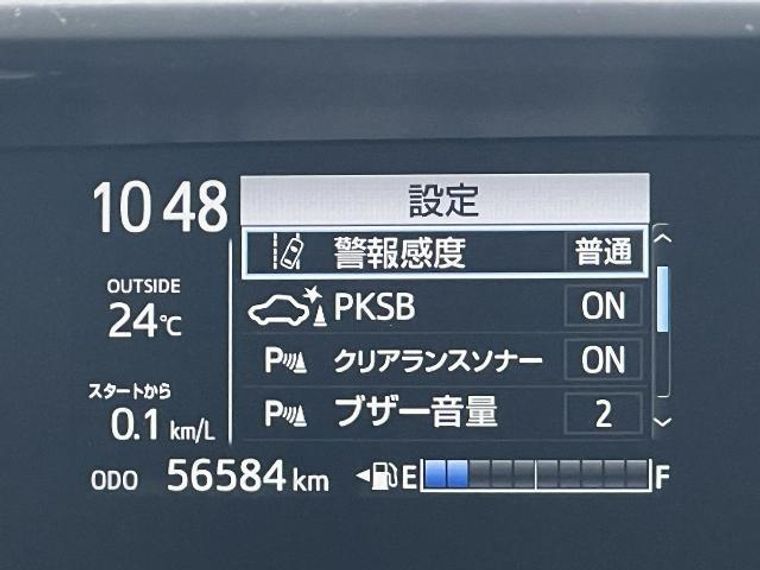 10 48
設定
警報感度 普通
OUTSIDE
24℃
PKSB ON
P クリアランスソナー ON
スタートから
0.1 km/L
P ブザー音量 2
ODO 56584 km
E F